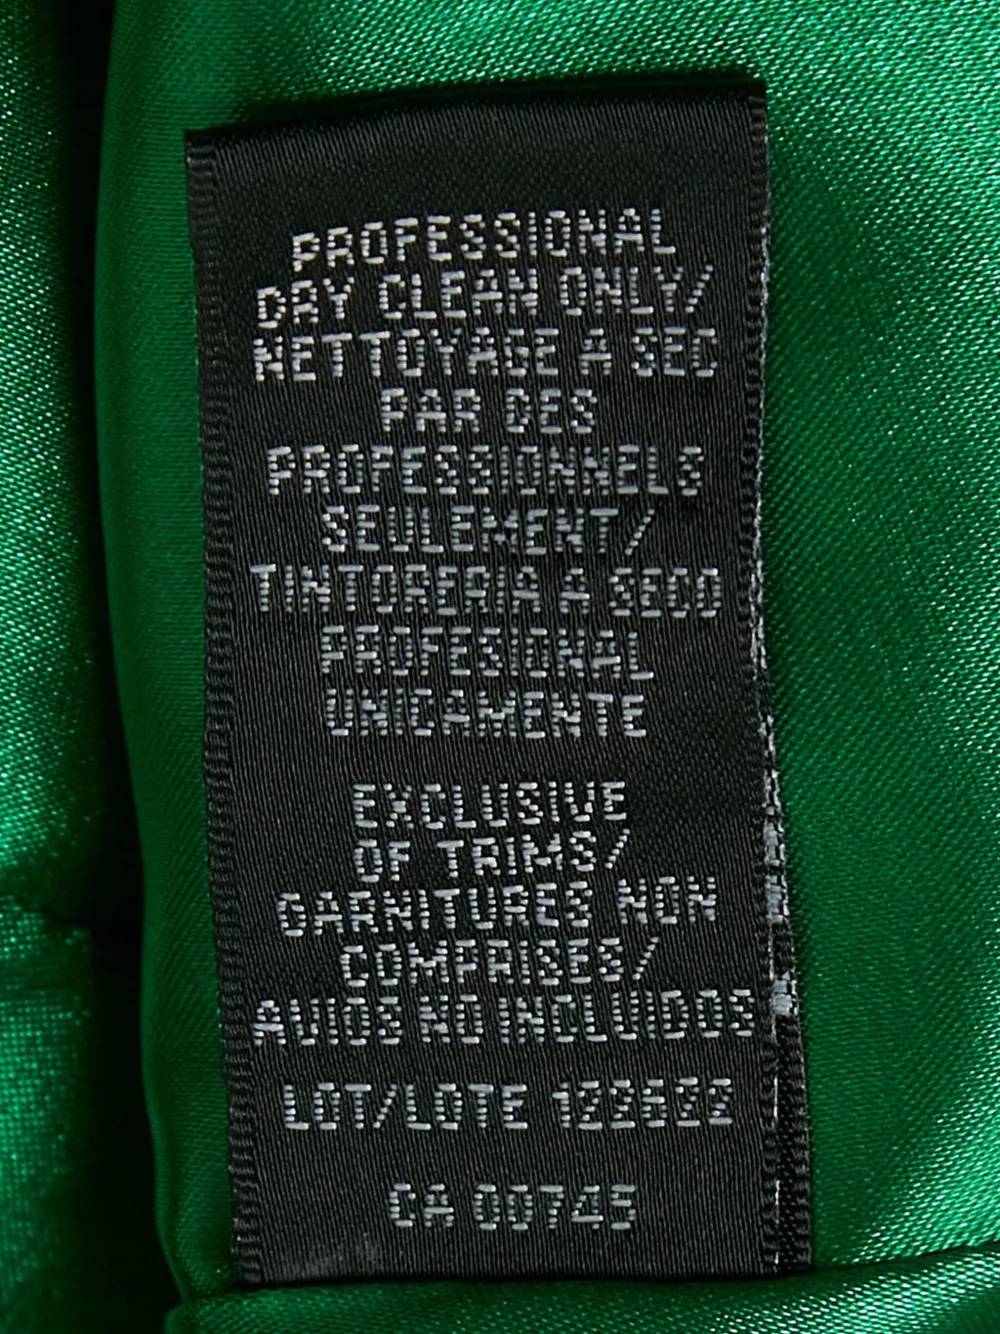 PROFESSIONAL
DRY CLEAN ONLY/
NETTOYAGE A SEC
PAR DES
PROFESSIONNELS
SEULEMENT/
TINTORERIA A SECO
PROFESIONAL
UNICAMENTE
EXCLUSIVE
OF TRIMS/
GARNITURES NON
COMPRISES/
AVIOS NO INCLUIDOS
LOT/LOTE
CA 00745